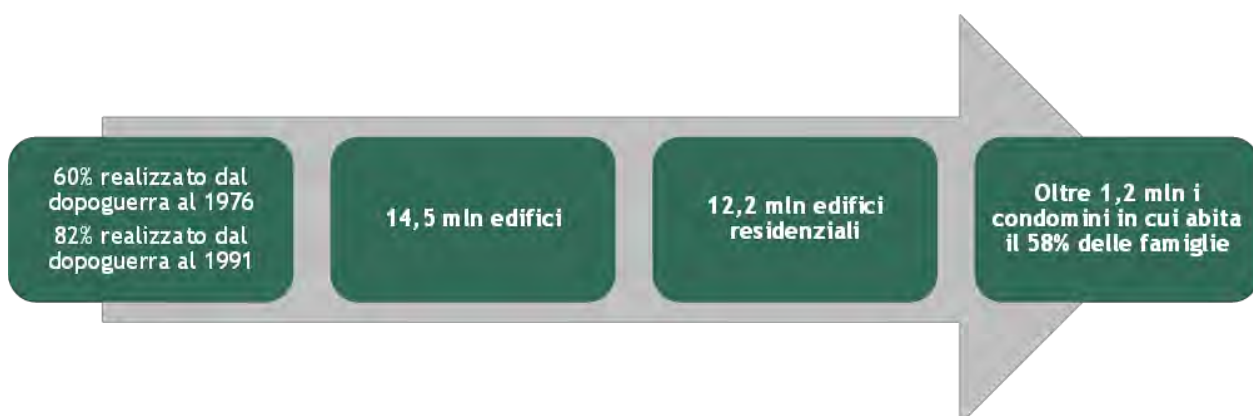 60% realizzato dal
dopoguerra al 1976
82% realizzato dal
dopoguerra al 1991
14,5 mln edifici
12,2 mln edifici
residenziali
Oltre 1,2 mln i
condomini in cui abita
il 58% delle famiglie